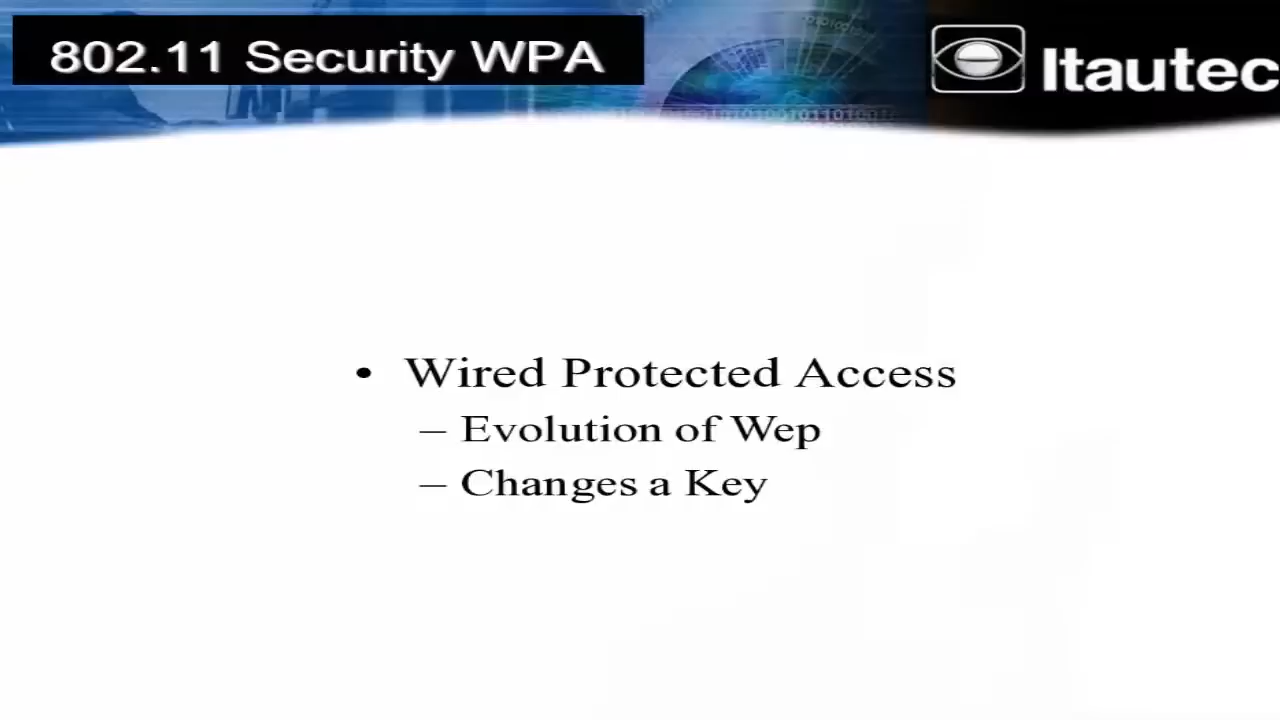 802.11 Security WPA
Itautec
• Wired Protected Access
– Evolution of Wep
– Changes a Key